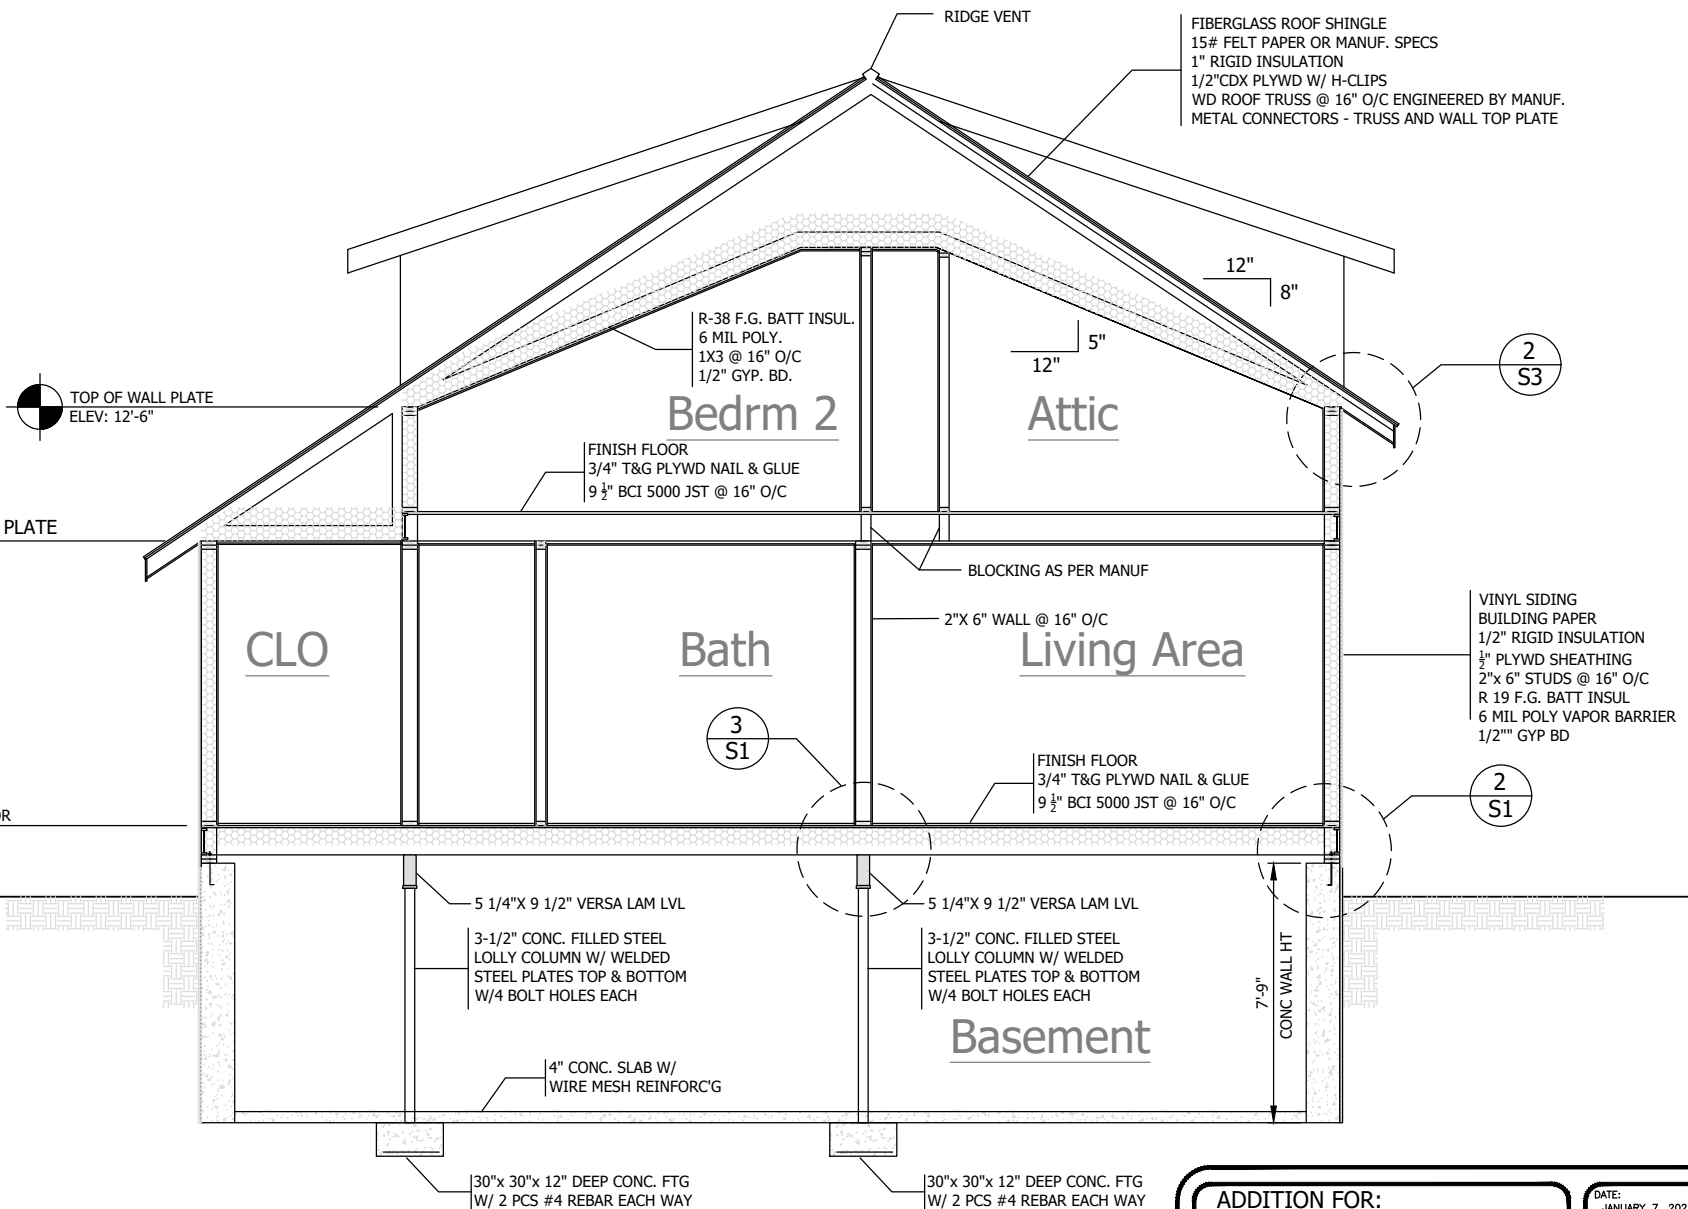 RIDGE VENT
FIBERGLASS ROOF SHINGLE
15# FELT PAPER OR MANUF. SPECS
1" RIGID INSULATION
1/2"CDX PLYWD W/ H-CLIPS
WD ROOF TRUSS @ 16" O/C ENGINEERED BY MANUF.
METAL CONNECTORS - TRUSS AND WALL TOP PLATE
12"
8"
R-38 F.G. BATT INSUL.
6 MIL POLY.
1X3 @ 16" O/C
1/2" GYP. BD.
5"
12"
2
S3
TOP OF WALL PLATE
ELEV: 12'-6"
Bedrm 2
Attic
FINISH FLOOR
3/4" T&G PLYWD NAIL & GLUE
9 1/2" BCI 5000 JST @ 16" O/C
PLATE
BLOCKING AS PER MANUF
2"X 6" WALL @ 16" O/C
CLO
Bath
Living Area
VINYL SIDING
BUILDING PAPER
1/2" RIGID INSULATION
1/2" PLYWD SHEATHING
2"x 6" STUDS @ 16" O/C
R 19 F.G. BATT INSUL
6 MIL POLY VAPOR BARRIER
1/2"" GYP BD
3
S1
FINISH FLOOR
3/4" T&G PLYWD NAIL & GLUE
9 1/2" BCI 5000 JST @ 16" O/C
2
S1
OR
5 1/4"X 9 1/2" VERSA LAM LVL
5 1/4"X 9 1/2" VERSA LAM LVL
3-1/2" CONC. FILLED STEEL
LOLLY COLUMN W/ WELDED
STEEL PLATES TOP & BOTTOM
W/4 BOLT HOLES EACH
3-1/2" CONC. FILLED STEEL
LOLLY COLUMN W/ WELDED
STEEL PLATES TOP & BOTTOM
W/4 BOLT HOLES EACH
7'-9"
CONC WALL HT
Basement
4" CONC. SLAB W/
WIRE MESH REINFORC'G
30"x 30"x 12" DEEP CONC. FTG
W/ 2 PCS #4 REBAR EACH WAY
30"x 30"x 12" DEEP CONC. FTG
W/ 2 PCS #4 REBAR EACH WAY
ADDITION FOR:
DATE:
JANUARY 7, 202